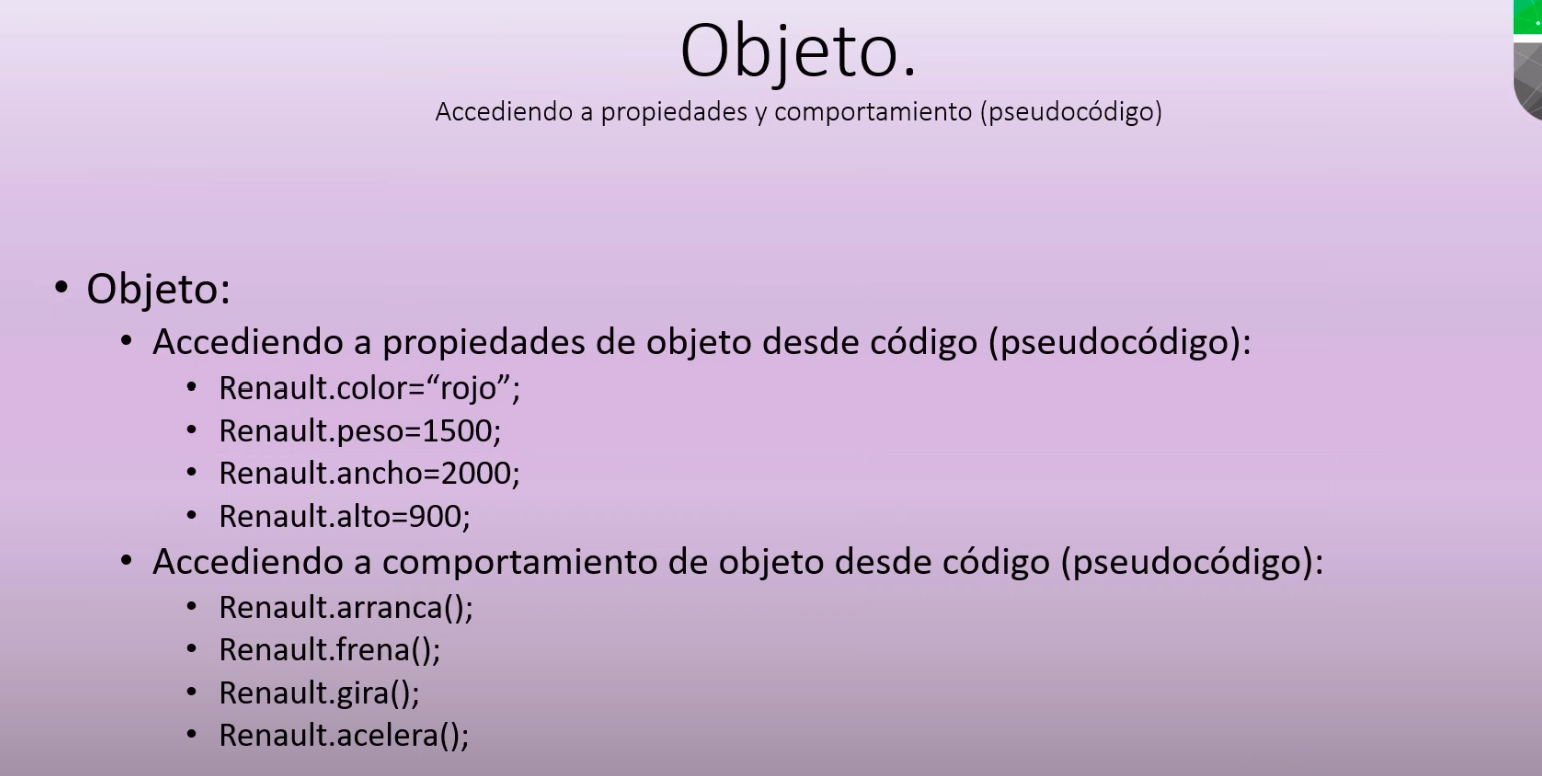 Objeto.
Accediendo a propiedades y comportamiento (pseudocódigo)
• Objeto:
• Accediendo a propiedades de objeto desde código (pseudocódigo):
• Renault.color=“rojo”;
• Renault.peso=1500;
• Renault.ancho=2000;
• Renault.alto=900;
• Accediendo a comportamiento de objeto desde código (pseudocódigo):
• Renault.arranca();
• Renault.frena();
• Renault.gira();
• Renault.acelera();